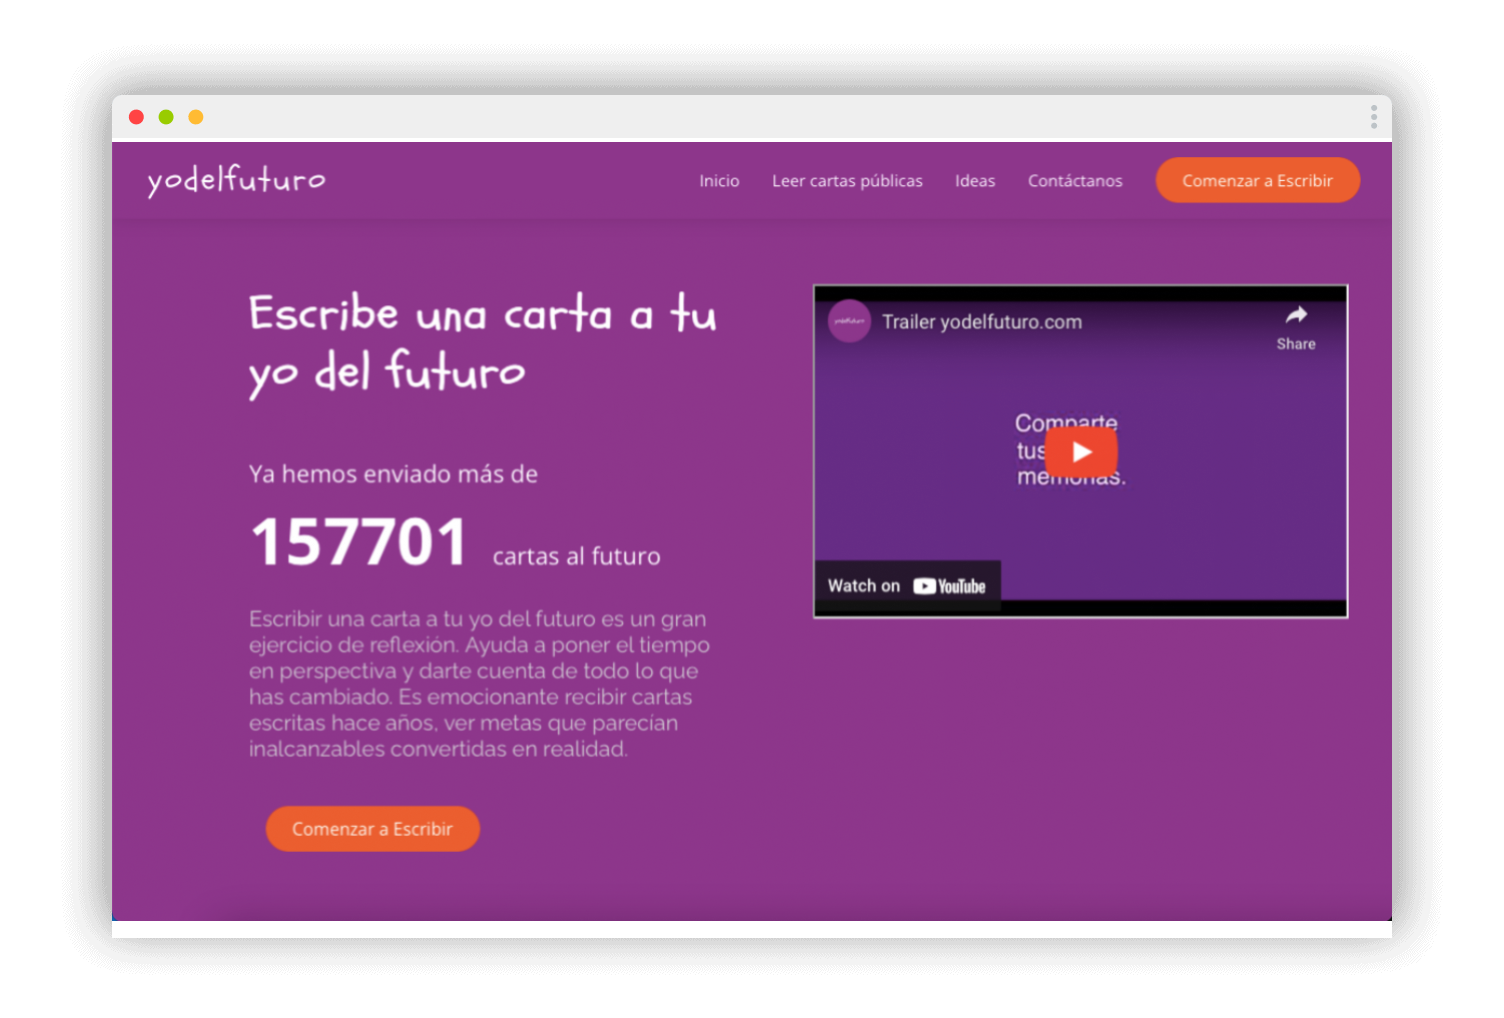 yodelfuturo
Inicio Leer cartas públicas Ideas Contáctanos Comenzar a Escribir
Escribe una carta a tu
yo del futuro
Ya hemos enviado más de
157701 cartas al futuro
Escribir una carta a tu yo del futuro es un gran
ejercicio de reflexión. Ayuda a poner el tiempo
en perspectiva y darte cuenta de todo lo que
has cambiado. Es emocionante recibir cartas
escritas hace años, ver metas que parecían
inalcanzables convertidas en realidad.
Comenzar a Escribir
yodelfuturo
Trailer yodelfuturo.com
Share
Comparte
tus
memorias.
Watch on YouTube